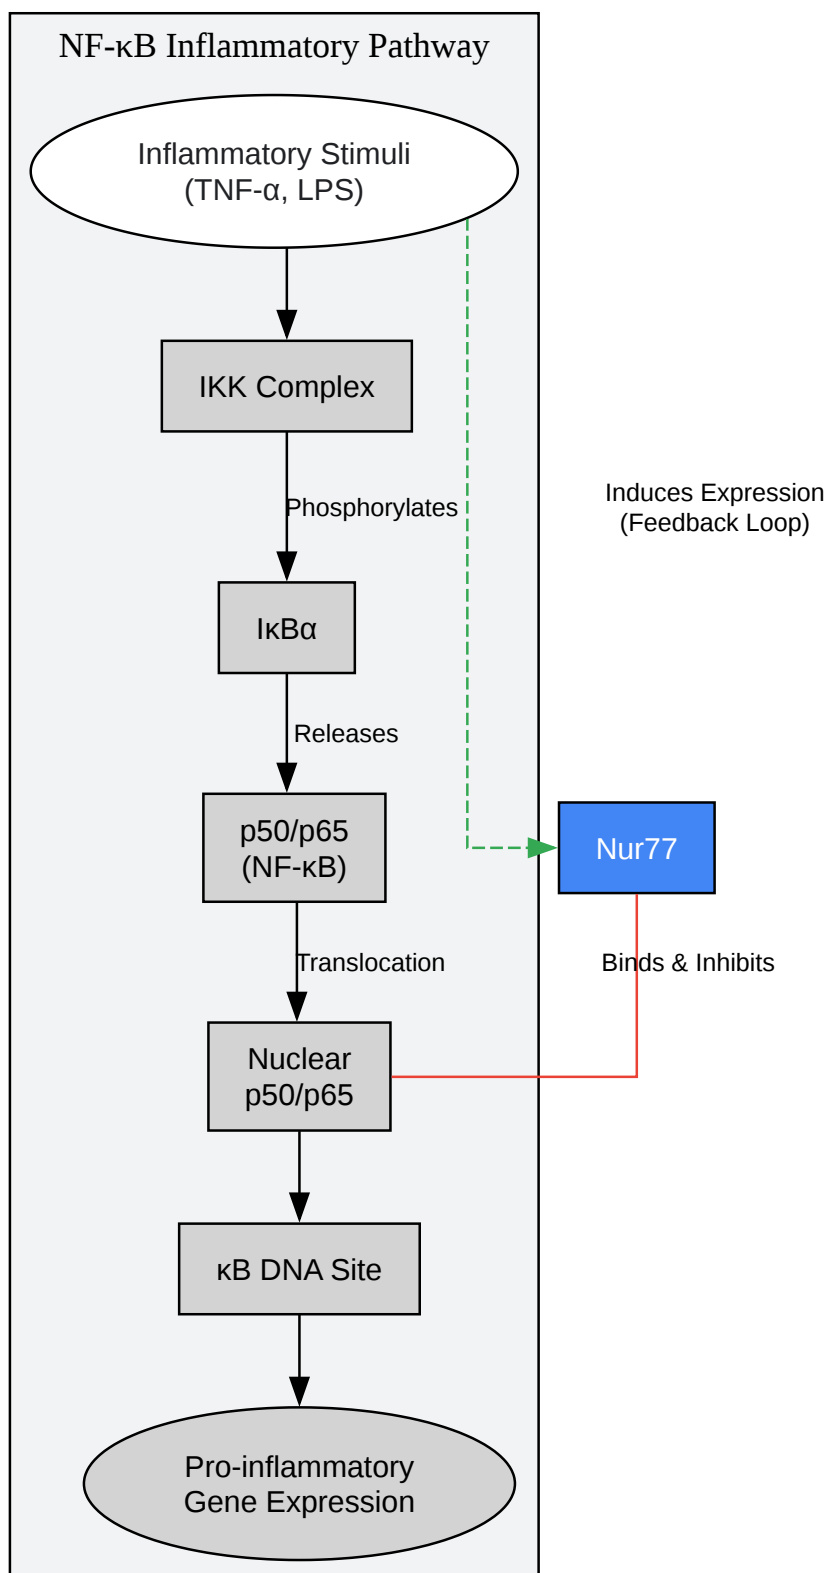 NF-κB Inflammatory Pathway
Inflammatory Stimuli
(TNF-α, LPS)
IKK Complex
Phosphorylates
Induces Expression
(Feedback Loop)
IκBα
Releases
p50/p65
(NF-κB)
Nur77
Translocation
Binds & Inhibits
Nuclear
p50/p65
κB DNA Site
Pro-inflammatory
Gene Expression